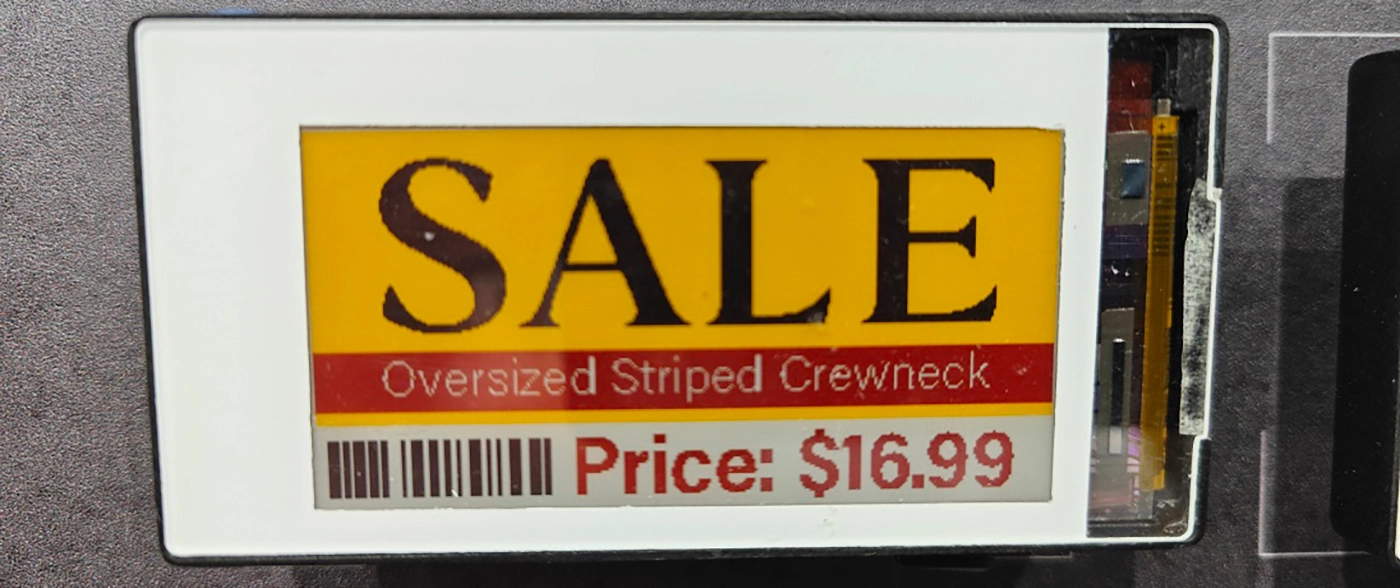 SALE
Oversized Striped Crewneck
Price: $16.99